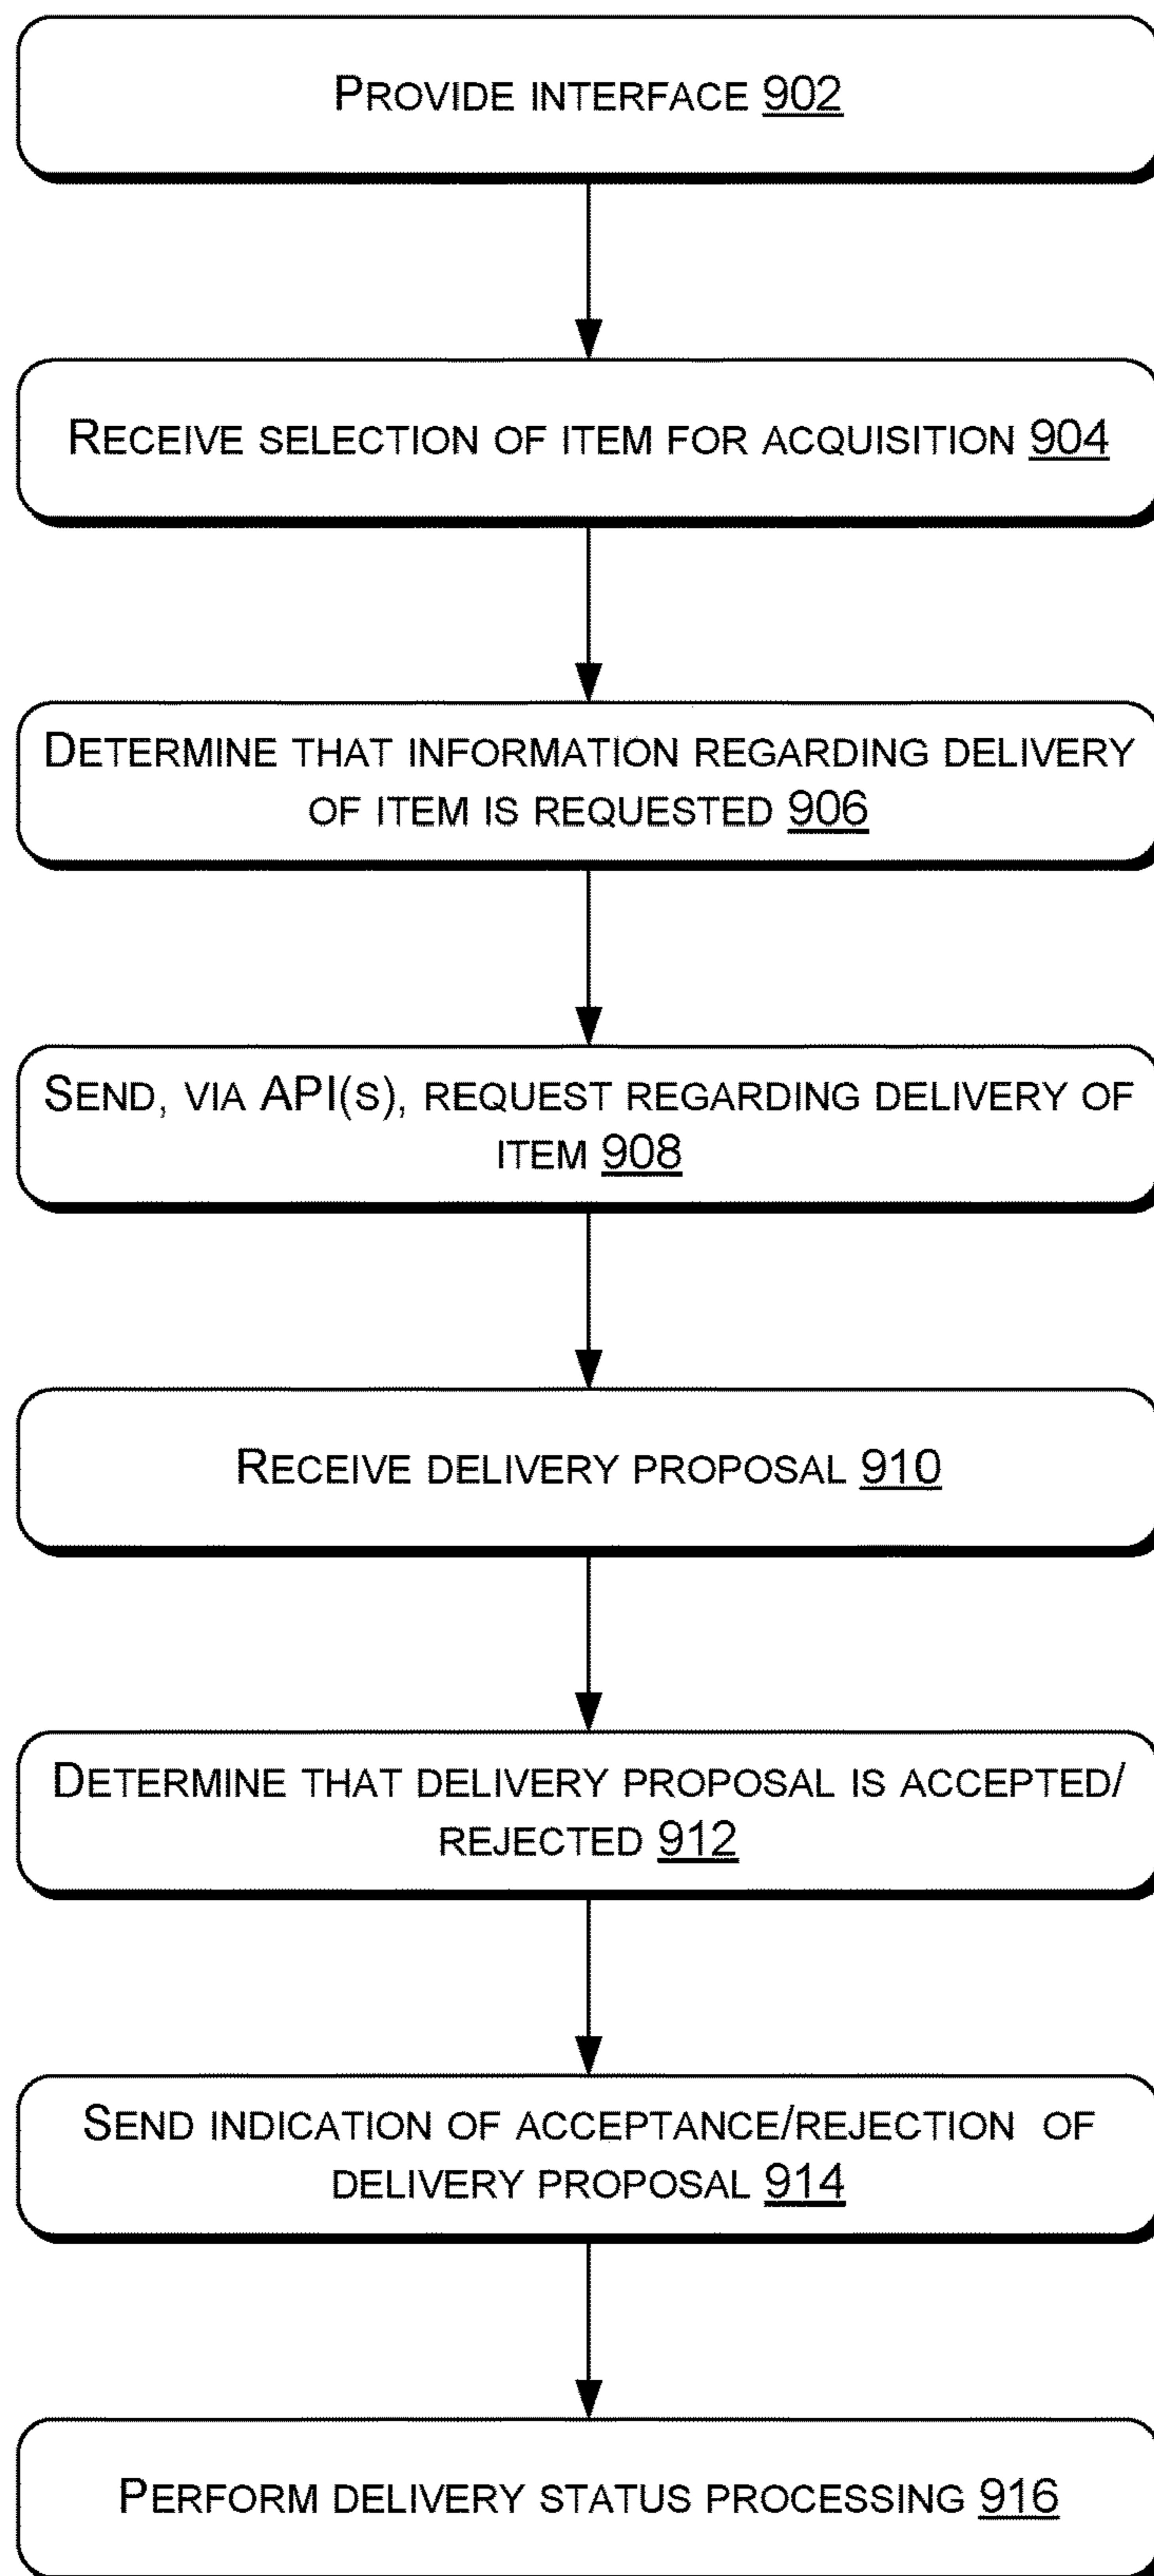 PROVIDE INTERFACE 902
RECEIVE SELECTION OF ITEM FOR ACQUISITION 904
DETERMINE THAT INFORMATION REGARDING DELIVERY
OF ITEM IS REQUESTED 906
SEND, VIA API(S), REQUEST REGARDING DELIVERY OF
ITEM 908
RECEIVE DELIVERY PROPOSAL 910
DETERMINE THAT DELIVERY PROPOSAL IS ACCEPTED/
REJECTED 912
SEND INDICATION OF ACCEPTANCE/REJECTION OF
DELIVERY PROPOSAL 914
PERFORM DELIVERY STATUS PROCESSING 916